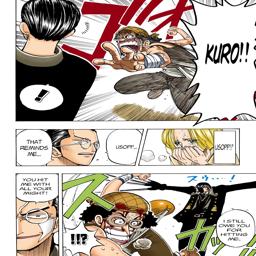 KURO!!
!
THAT
REMINDS
ME...
USOPP...
USOPP!!
YOU HIT
ME WITH
ALL YOUR
MIGHT!
!!?
I STILL
OWE YOU
FOR
HITTING
ME.